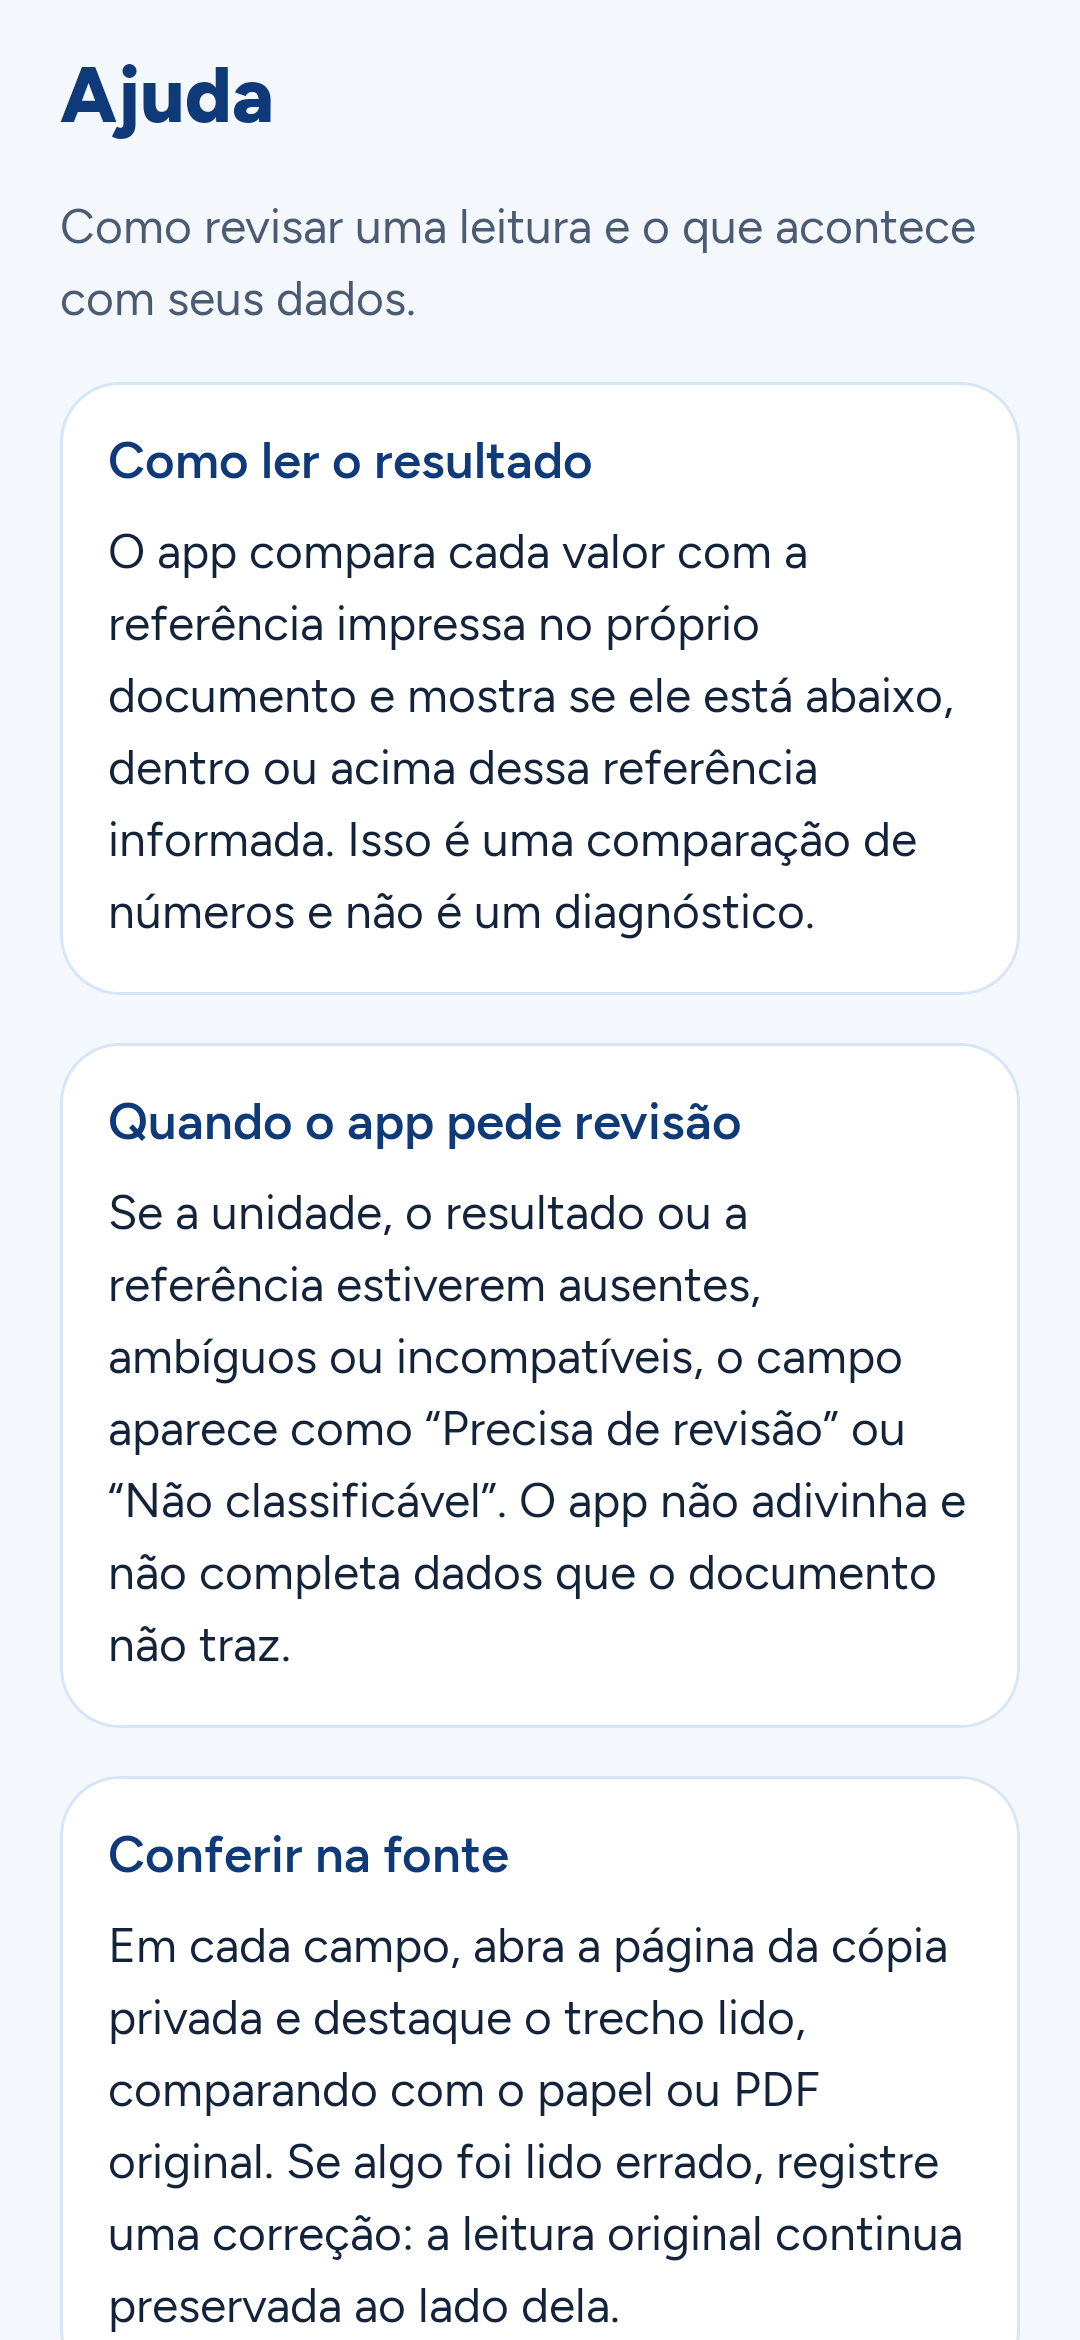 Ajuda
Como revisar uma leitura e o que acontece
com seus dados.
Como ler o resultado
O app compara cada valor com a
referência impressa no próprio
documento e mostra se ele está abaixo,
dentro ou acima dessa referência
informada. Isso é uma comparação de
números e não é um diagnóstico.
Quando o app pede revisão
Se a unidade, o resultado ou a
referência estiverem ausentes,
ambíguos ou incompatíveis, o campo
aparece como “Precisa de revisão” ou
“Não classificável”. O app não adivinha e
não completa dados que o documento
não traz.
Conferir na fonte
Em cada campo, abra a página da cópia
privada e destaque o trecho lido,
comparando com o papel ou PDF
original. Se algo foi lido errado, registre
uma correção: a leitura original continua
preservada ao lado dela.